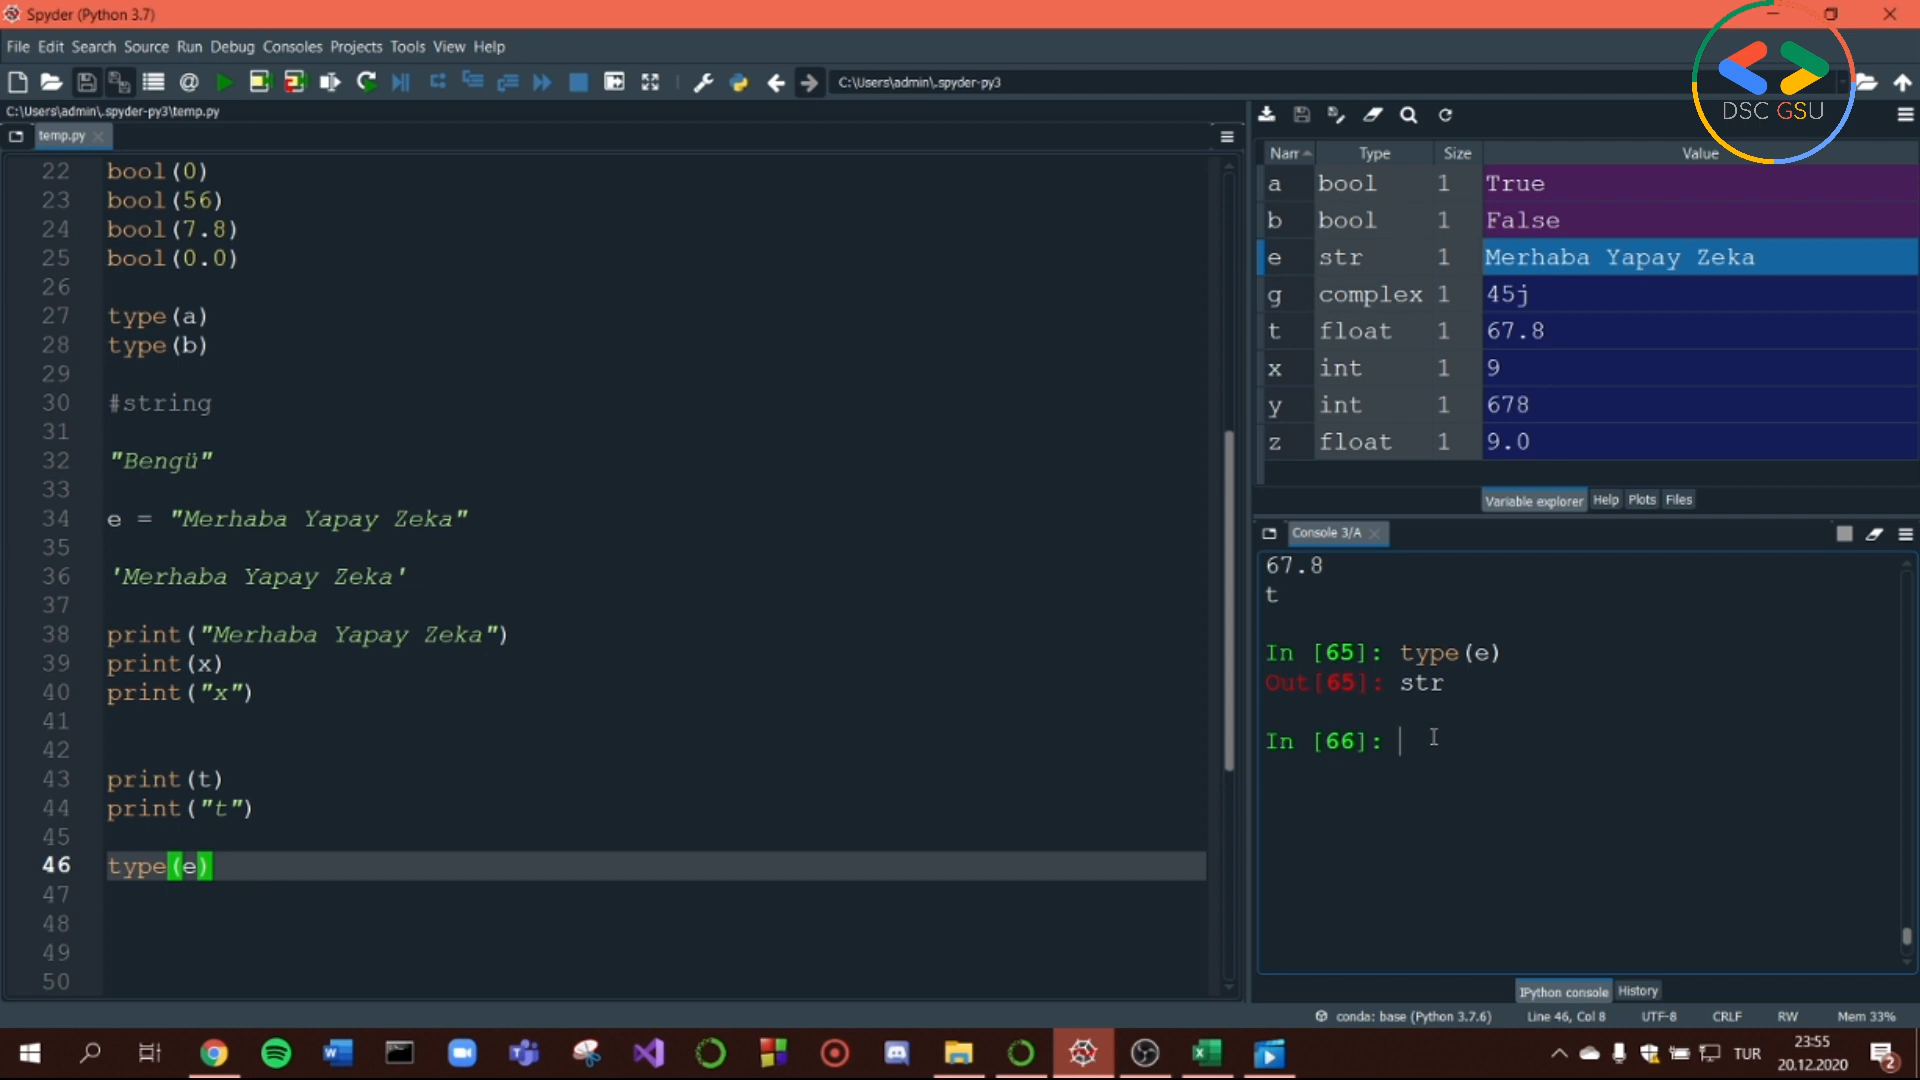 Spyder (Python 3.7)
File Edit Search Source Run Debug Consoles Projects Tools View Help
C:\Users\admin\.spyder-py3
C:\Users\admin\.spyder-py3\temp.py
temp.py
22 bool(0)
23 bool(56)
24 bool(7.8)
25 bool(0.0)
26
27 type(a)
28 type(b)
29
30 #string
31
32 "Bengü"
33
34 e = "Merhaba Yapay Zeka"
35
36 'Merhaba Yapay Zeka'
37
38 print("Merhaba Yapay Zeka")
39 print(x)
40 print("x")
41
42
43 print(t)
44 print("t")
45
46 type(e)
47
48
49
50
DSC GSU
Nam Type Size Value
a bool 1 True
b bool 1 False
e str 1 Merhaba Yapay Zeka
g complex 1 45j
t float 1 67.8
x int 1 9
y int 1 678
z float 1 9.0
Variable explorer Help Plots Files
Console 3/A
67.8
t
In [65]: type(e)
Out[65]: str
In [66]:
IPython console History
conda: base (Python 3.7.6) Line 46, Col 8 UTF-8 CRLF RW Mem 33%
TUR
23:55
20.12.2020
2